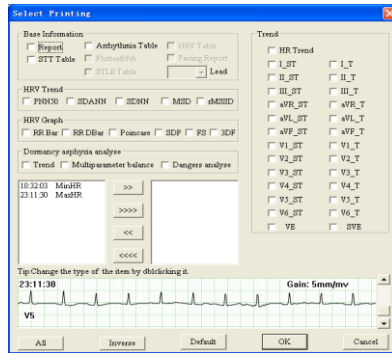 Select Printing
Base Information
Report
Arrhythmia Table
HRV Table
STT Table
Flutter&Fib
Pacing Report
STLB Table
Lead
HRV Trend
PNN50
SDANN
SDNN
MSD
rMSSD
HRV Graph
RR Bar
RR DBar
Poincare
SDP
FS
3DF
Dormancy asphyxia analyse
Trend
Multiparameter balance
Dangers analyse
10:32:03 MinHR
23:11:30 MaxHR
>>
>>>>
<<
<<<<
Trend
HR Trend
I_ST I_T
II_ST II_T
III_ST III_T
aVR_ST aVR_T
aVL_ST aVL_T
aVF_ST aVF_T
V1_ST V1_T
V2_ST V2_T
V3_ST V3_T
V4_ST V4_T
V5_ST V5_T
V6_ST V6_T
VE SVE
Tip:Change the type of the item by dblclicking it.
23:11:30 Gain: 5mm/mv
V5
All
Inverse
Default
OK
Cancel